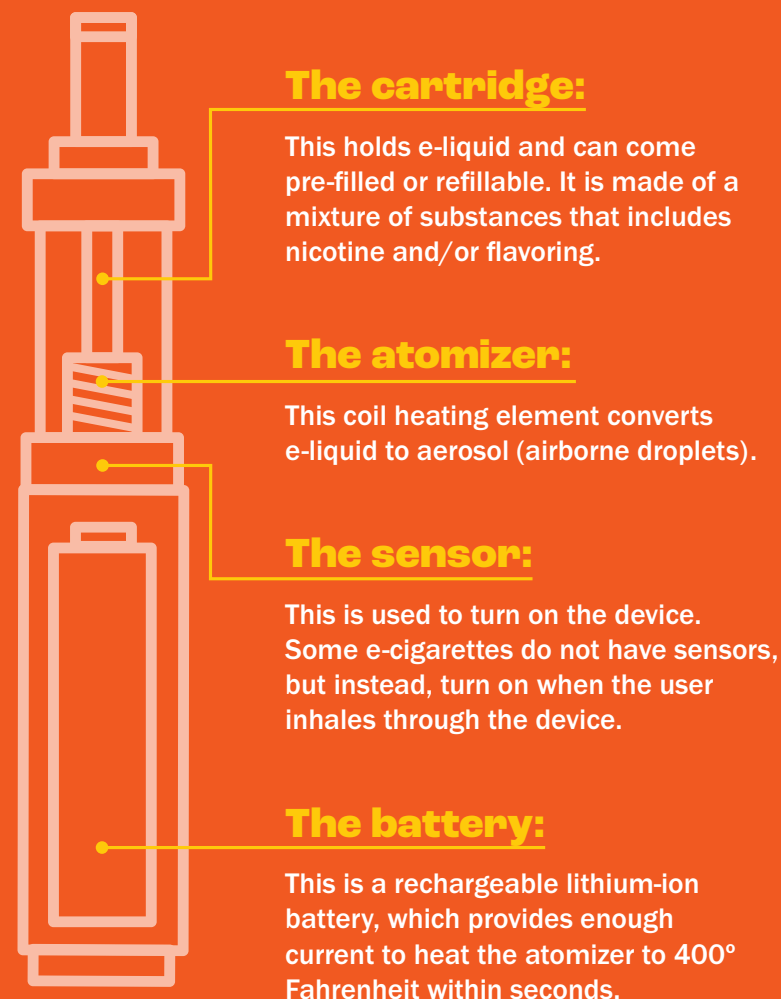 The cartridge:
This holds e-liquid and can come
pre-filled or refillable. It is made of a
mixture of substances that includes
nicotine and/or flavoring.
The atomizer:
This coil heating element converts
e-liquid to aerosol (airborne droplets).
The sensor:
This is used to turn on the device.
Some e-cigarettes do not have sensors,
but instead, turn on when the user
inhales through the device.
The battery:
This is a rechargeable lithium-ion
battery, which provides enough
current to heat the atomizer to 400º
Fahrenheit within seconds.